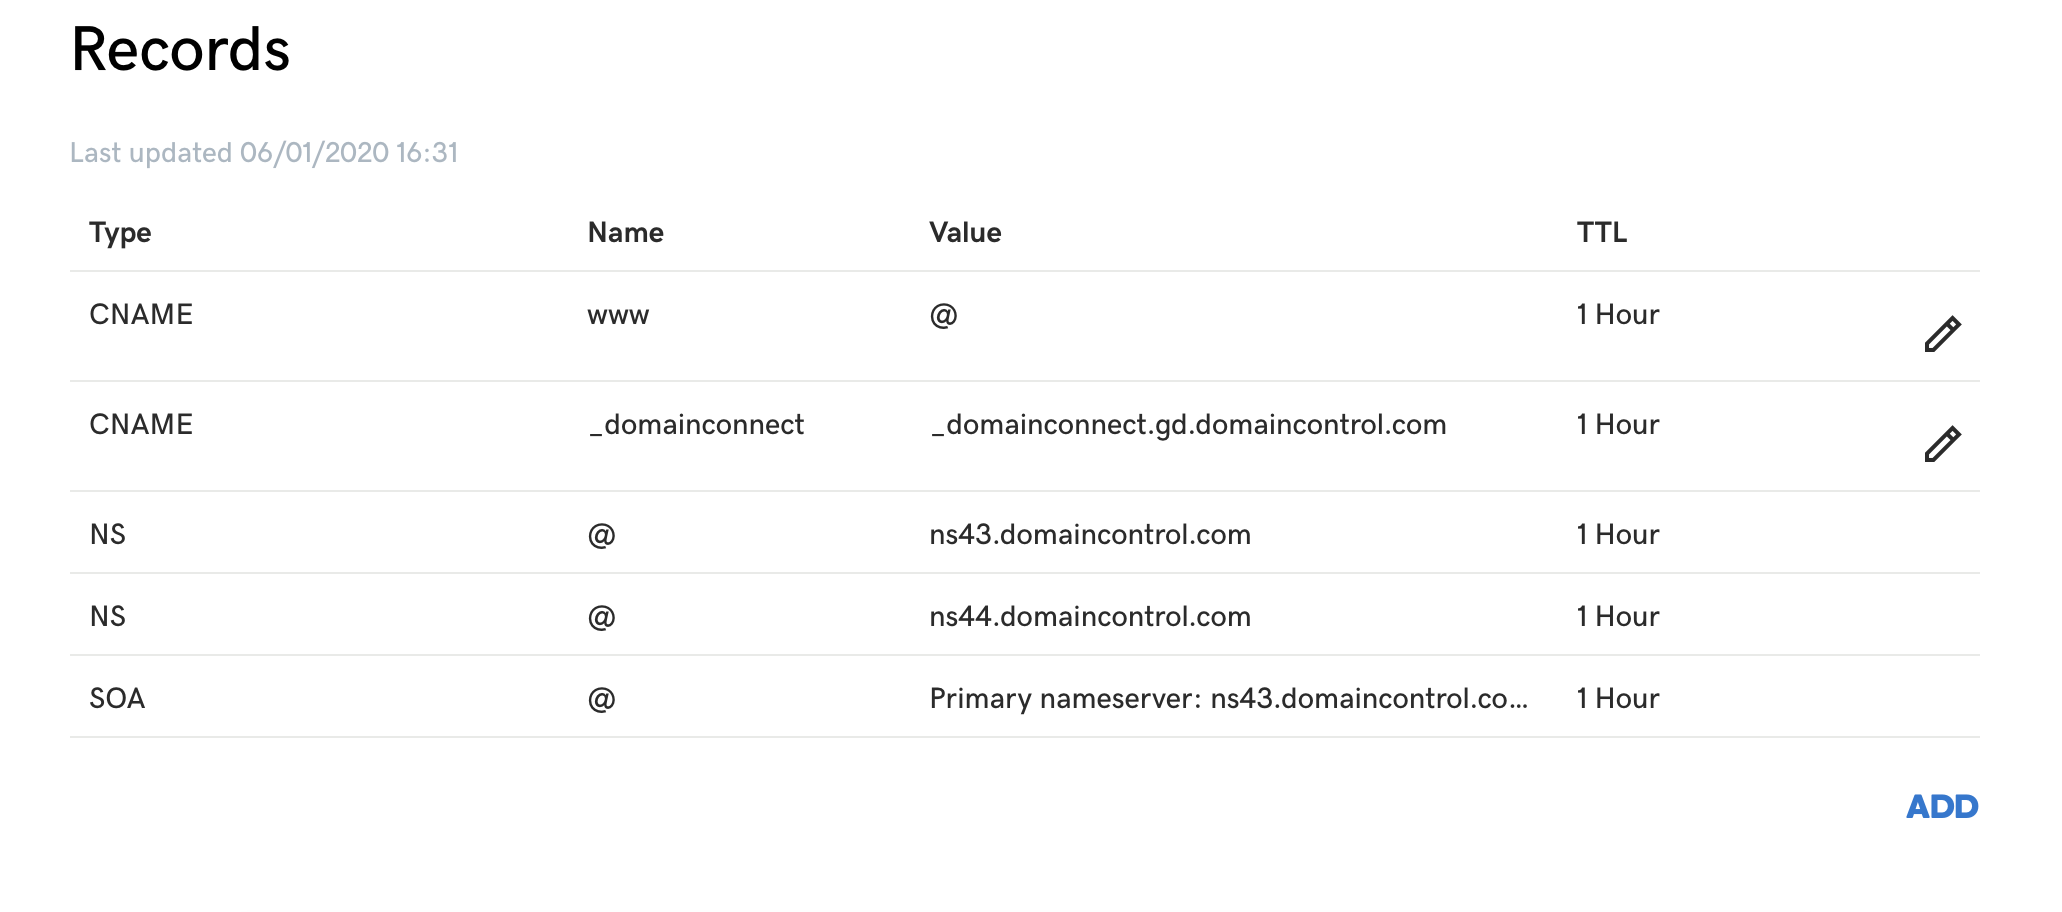 Records
Last updated 06/01/2020 16:31
Type Name Value TTL
CNAME www @ 1 Hour
CNAME _domainconnect _domainconnect.gd.domaincontrol.com 1 Hour
NS @ ns43.domaincontrol.com 1 Hour
NS @ ns44.domaincontrol.com 1 Hour
SOA @ Primary nameserver: ns43.domaincontrol.co... 1 Hour
ADD